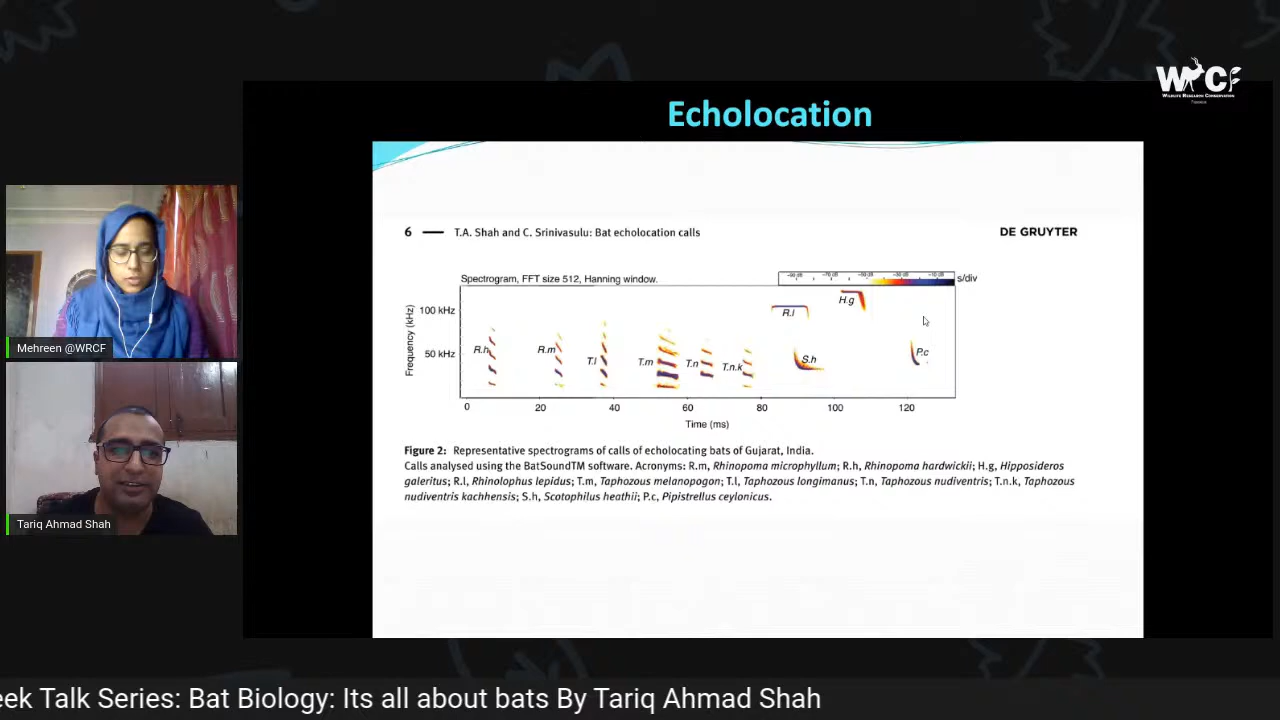 Echolocation
WRCF
WILDLIFE RESEARCH CONSERVATION
6 — T.A. Shah and C. Srinivasulu: Bat echolocation calls
DE GRUYTER
Spectrogram, FFT size 512, Hanning window.
s/div
100 kHz
50 kHz
Frequency (kHz)
R.h
R.m
T.l
T.m
T.n
T.n.k
R.l
S.h
H.g
P.c
0 20 40 60 80 100 120
Time (ms)
Figure 2: Representative spectrograms of calls of echolocating bats of Gujarat, India.
Calls analysed using the BatSoundTM software. Acronyms: R.m, Rhinopoma microphyllum; R.h, Rhinopoma hardwickii; H.g, Hipposideros
galeritus; R.l, Rhinolophus lepidus; T.m, Taphozous melanopogon; T.l, Taphozous longimanus; T.n, Taphozous nudiventris; T.n.k, Taphozous
nudiventris kachhensis; S.h, Scotophilus heathii; P.c, Pipistrellus ceylonicus.
Mehreen @WRCF
Tariq Ahmad Shah
eek Talk Series: Bat Biology: Its all about bats By Tariq Ahmad Shah